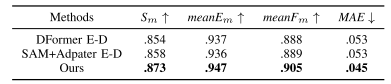 Methods S_m ↑ meanE_m ↑ meanF_m ↑ MAE ↓
DFormer E-D .854 .937 .888 .053
SAM+Adpater E-D .858 .936 .889 .053
Ours .873 .947 .905 .045